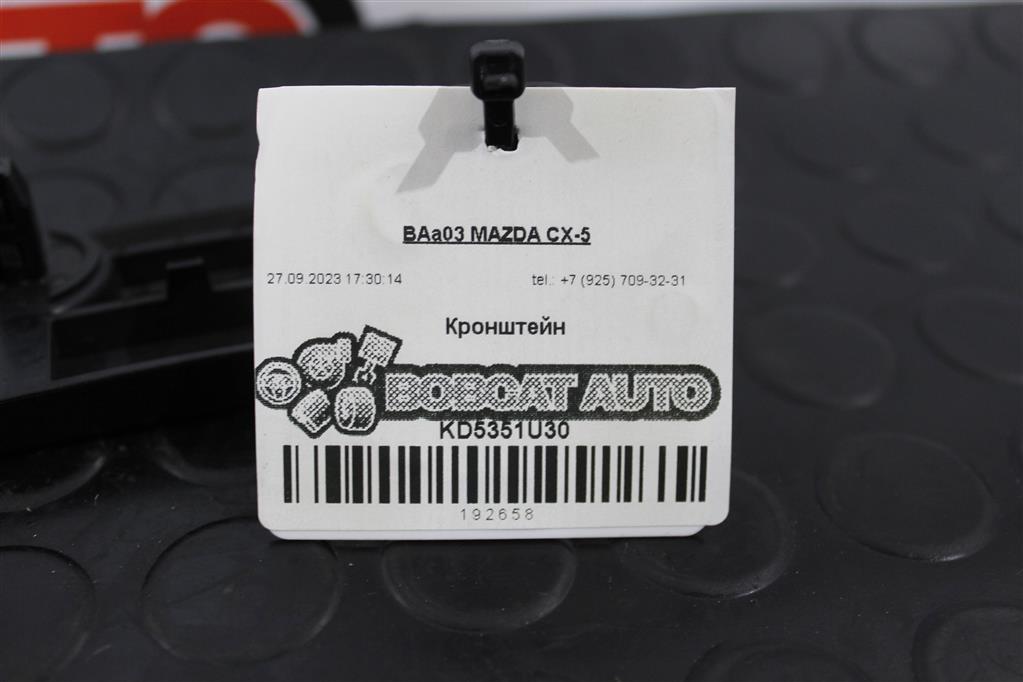 BAa03 MAZDA CX-5
27.09.2023 17:30:14 tel.: +7 (925) 709-32-31
Кронштейн
BOBCAT AUTO
KD5351U30
192658